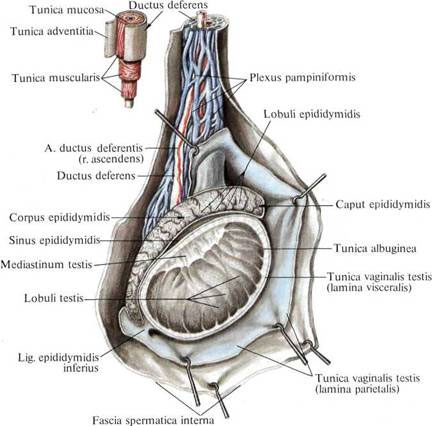 Tunica mucosa
Ductus deferens
Tunica adventitia
Tunica muscularis
Plexus pampiniformis
Lobuli epididymidis
A. ductus deferentis
(r. ascendens)
Ductus deferens
Caput epididymidis
Corpus epididymidis
Sinus epididymidis
Tunica albuginea
Mediastinum testis
Tunica vaginalis testis
(lamina visceralis)
Lobuli testis
Lig. epididymidis
inferius
Tunica vaginalis testis
(lamina parietalis)
Fascia spermatica interna